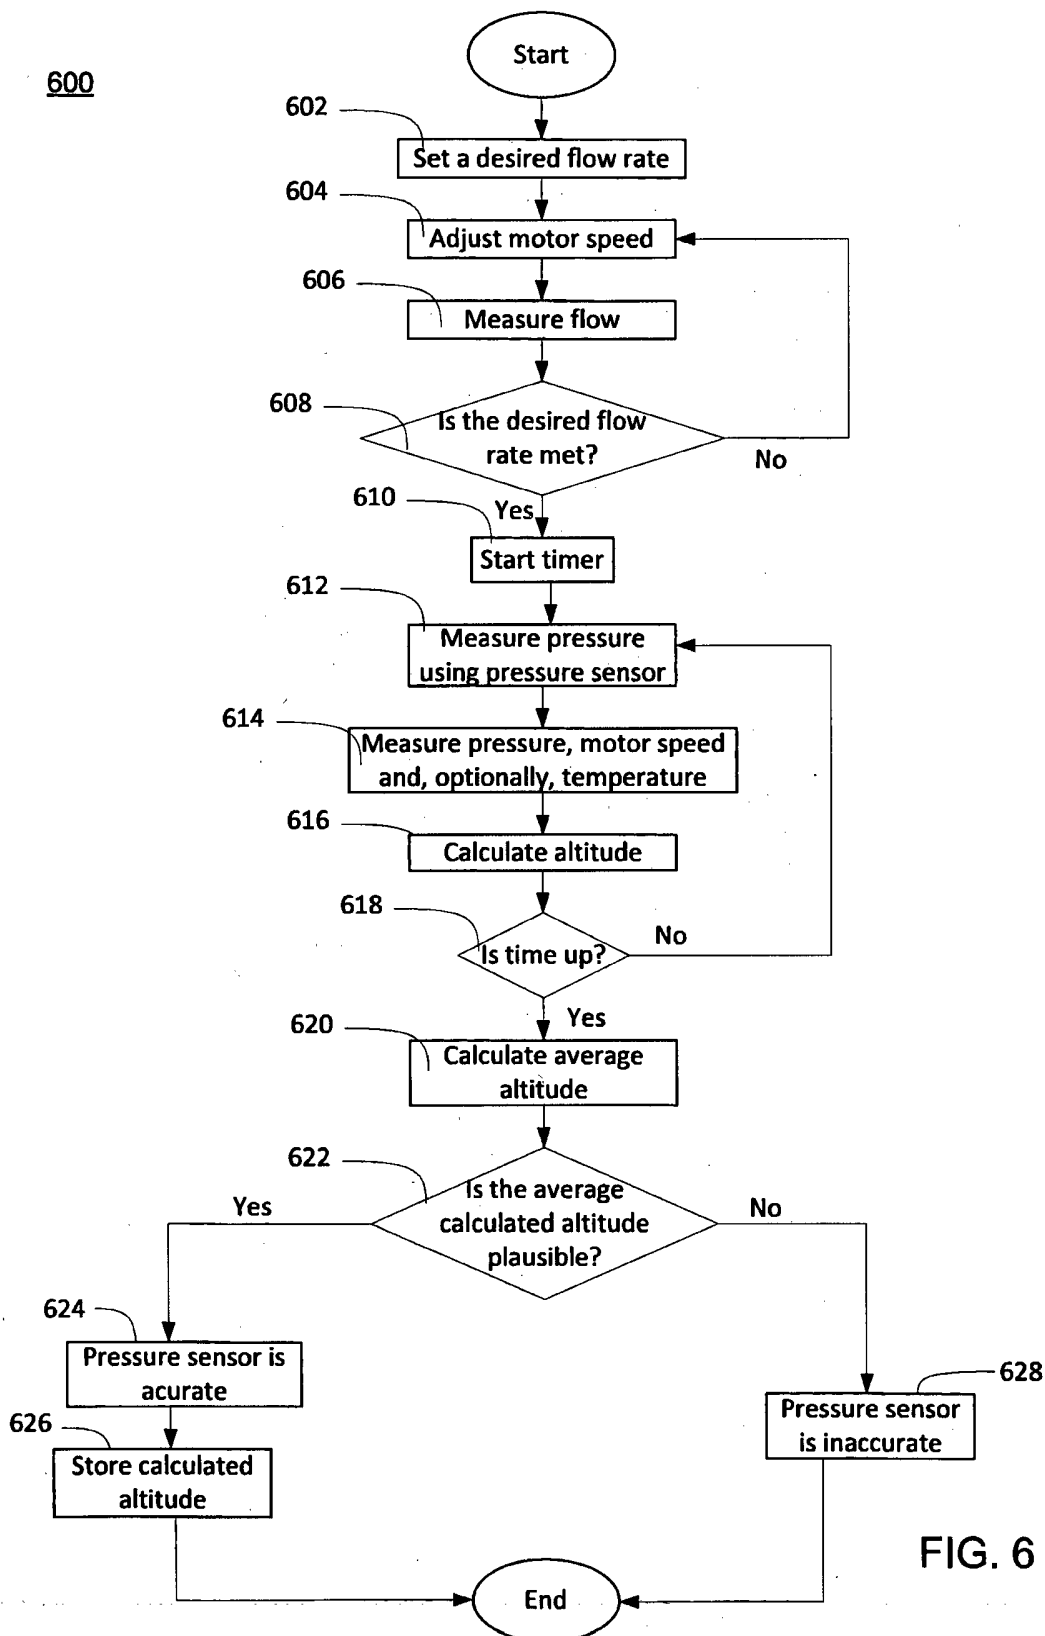 Start
600
602
Set a desired flow rate
604
Adjust motor speed
606
Measure flow
608
Is the desired flow
rate met?
No
610
Yes
Start timer
612
Measure pressure
using pressure sensor
614
Measure pressure, motor speed
and, optionally, temperature
616
Calculate altitude
618
Is time up?
No
Yes
620
Calculate average
altitude
622
Is the average
calculated altitude
plausible?
Yes
No
624
Pressure sensor is
acurate
626
Store calculated
altitude
628
Pressure sensor
is inaccurate
FIG. 6
End